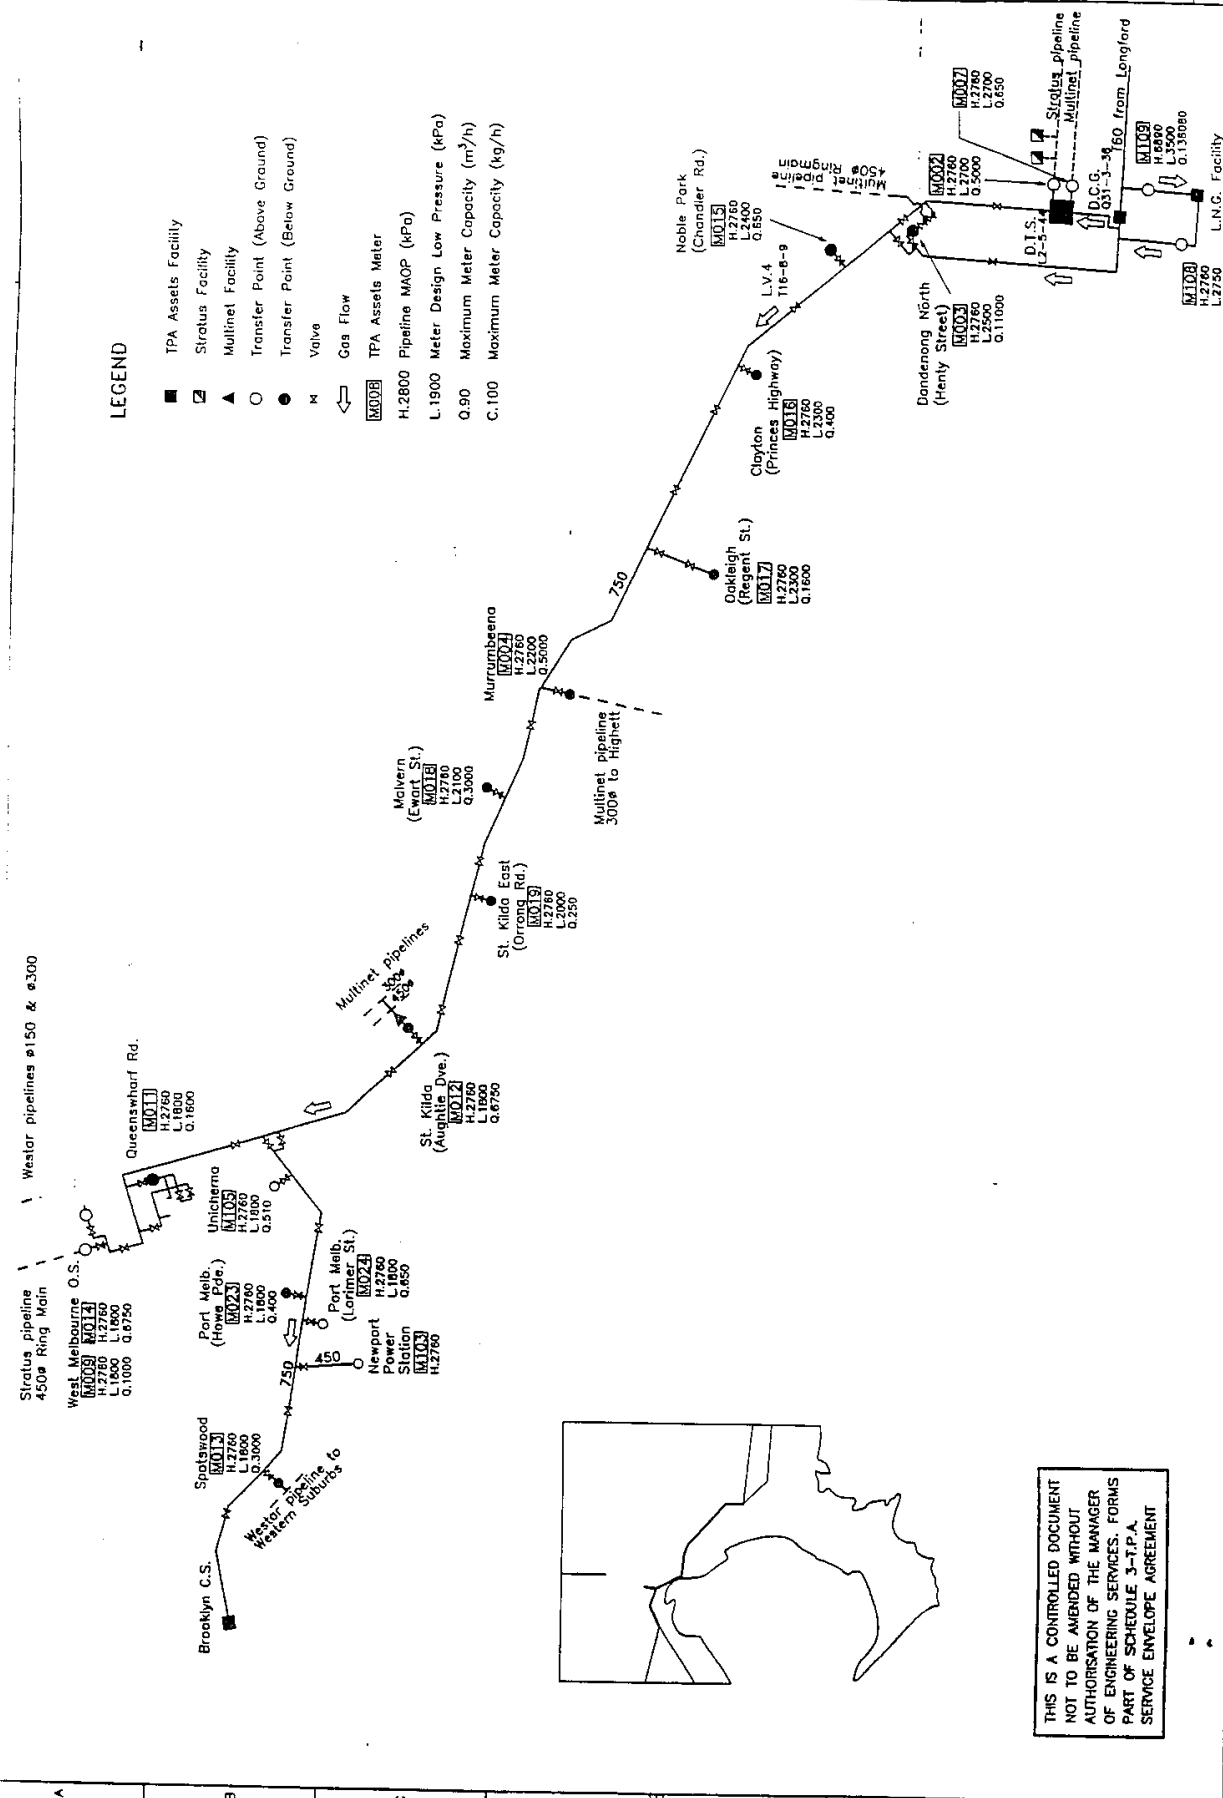 LEGEND
TPA Assets Facility
Stratus Facility
Multinet Facility
Transfer Point (Above Ground)
Transfer Point (Below Ground)
Valve
Gas Flow
M008 TPA Assets Meter
H.2800 Pipeline MAOP (kPa)
L.1900 Meter Design Low Pressure (kPa)
Q.90 Maximum Meter Capacity (m³/h)
C.100 Maximum Meter Capacity (kg/h)
Westar pipelines ø150 & ø300
Stratus pipeline
450ø Ring Main
West Melbourne O.S.
M009 M014
H.2760 H.2760
L.1800 L.1800
Q.1000 Q.6750
Queenswharf Rd.
M011
H.2760
L.1800
Q.1600
Unichema
M105
H.2760
L.1800
Q.510
Port Melb.
(Howe Pde.)
M023
H.2760
L.1800
Q.400
Port Melb.
(Lorimer St.)
M024
H.2760
L.1800
Q.650
750
450
Newport
Power
Station
M103
H.2760
Spotswood
M013
H.2760
L.1800
Q.3000
Westar pipeline to
Western Suburbs
Brooklyn C.S.
Multinet pipelines
300ø
450ø
St. Kilda
(Aughtie Dve.)
M012
H.2760
L.1800
Q.6750
St. Kilda East
(Orrong Rd.)
M019
H.2760
L.2000
Q.250
Malvern
(Ewart St.)
M018
H.2760
L.2100
Q.3000
Murrumbeena
M004
H.2760
L.2200
Q.5000
Multinet pipeline
300ø to Highett
750
Oakleigh
(Regent St.)
M017
H.2760
L.2300
Q.1600
Clayton
(Princes Highway)
M016
H.2760
L.2300
Q.400
L.V.4
T16-8-9
Noble Park
(Chandler Rd.)
M015
H.2760
L.2400
Q.650
Multinet pipeline
450ø Ringmain
Dandenong North
(Henty Street)
M003
H.2760
L.2500
Q.11000
M002
H.2760
L.2700
Q.5000
M007
H.2760
L.2700
Q.650
Stratus pipeline
Multinet pipeline
D.T.S.
D.C.G.
T60 from Longford
M109
H.6890
L.3500
Q.136080
M108
H.2760
L.2750
L.N.G. Facility
THIS IS A CONTROLLED DOCUMENT
NOT TO BE AMENDED WITHOUT
AUTHORISATION OF THE MANAGER
OF ENGINEERING SERVICES. FORMS
PART OF SCHEDULE 3-T.P.A.
SERVICE ENVELOPE AGREEMENT
A
B